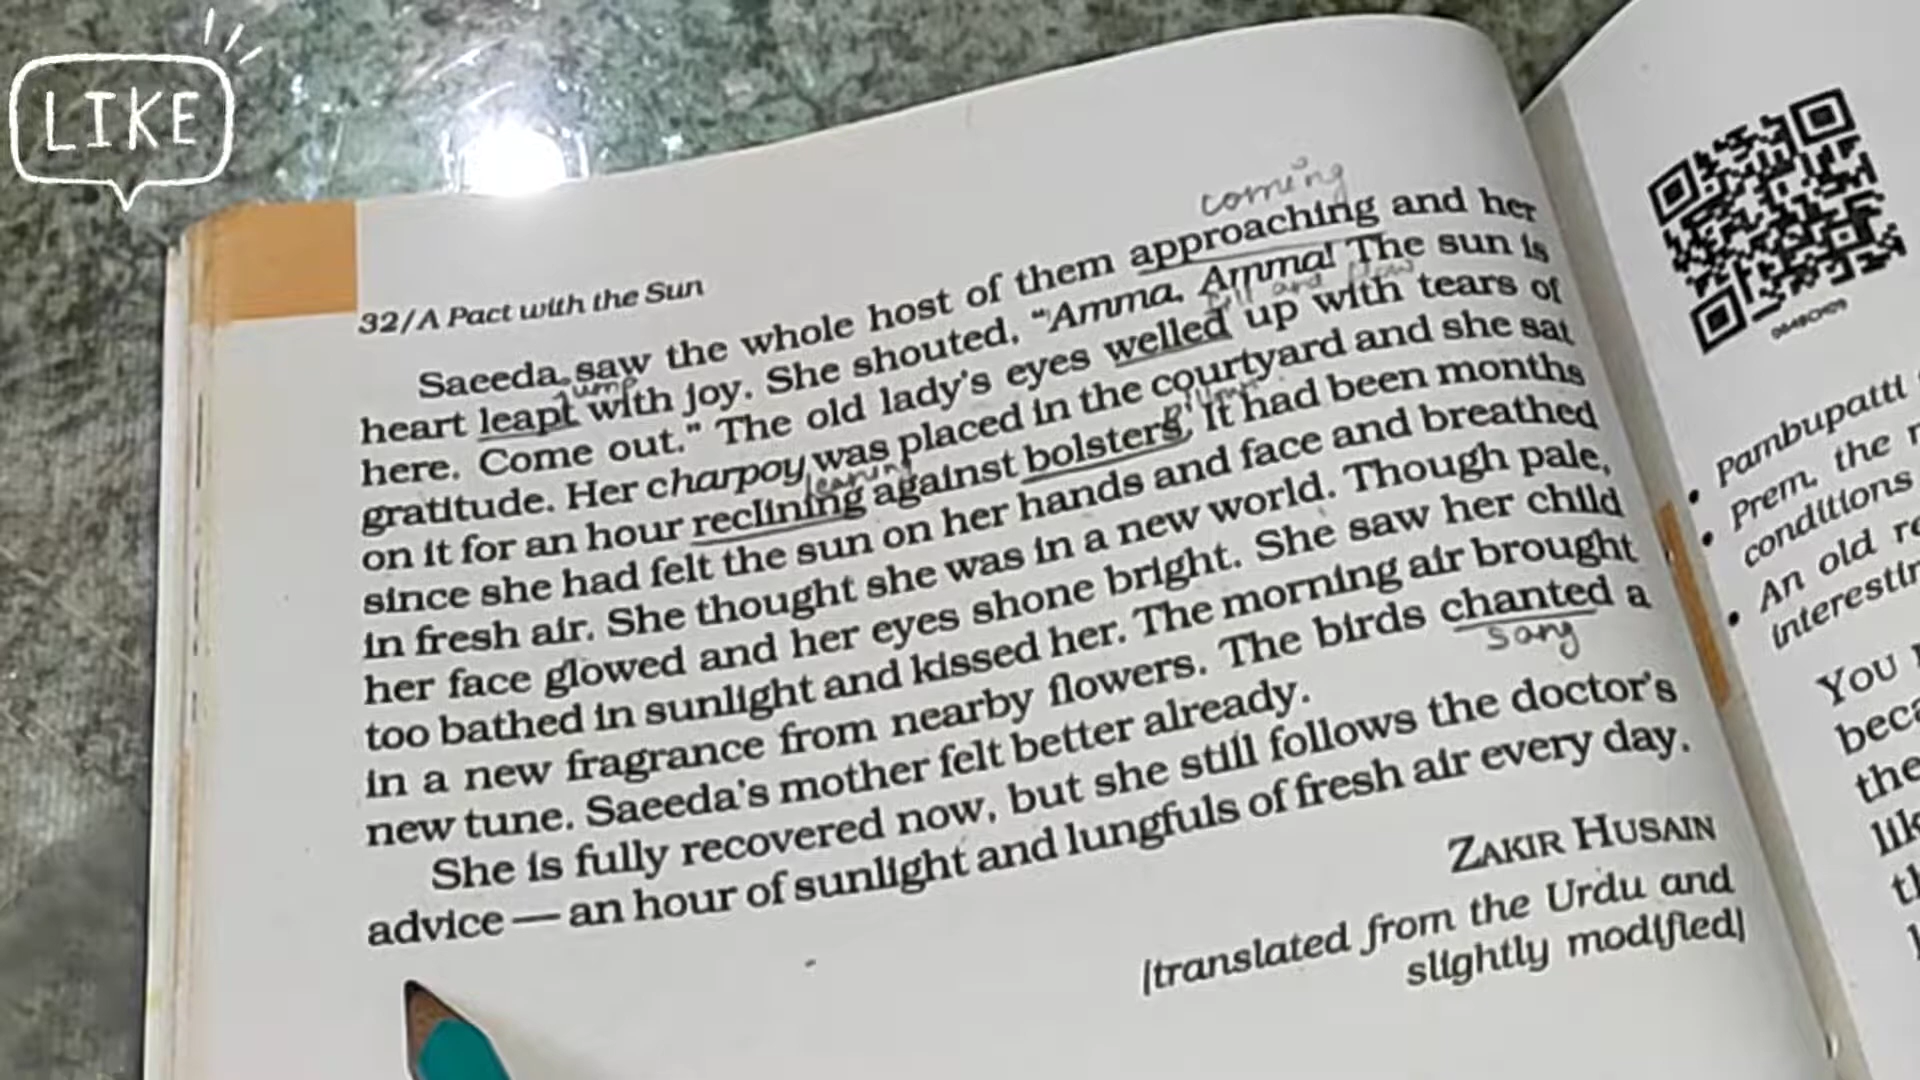 LIKE
32/A Pact with the Sun
coming
Saeeda saw the whole host of them approaching and her
jump
heart leapt with joy. She shouted, “Amma, Amma! The sun is
here. Come out.” The old lady's eyes welled up with tears of
gratitude. Her charpoy was placed in the courtyard and she sat
leaning
on it for an hour reclining against bolsters. It had been months
since she had felt the sun on her hands and face and breathed
in fresh air. She thought she was in a new world. Though pale,
her face glowed and her eyes shone bright. She saw her child
too bathed in sunlight and kissed her. The morning air brought
in a new fragrance from nearby flowers. The birds chanted a
sang
new tune. Saeeda's mother felt better already.
She is fully recovered now, but she still follows the doctor's
advice — an hour of sunlight and lungfuls of fresh air every day.
ZAKIR HUSAIN
[translated from the Urdu and
slightly modified]
• Pambupatti
• Prem, the
conditions
• An old
You
the